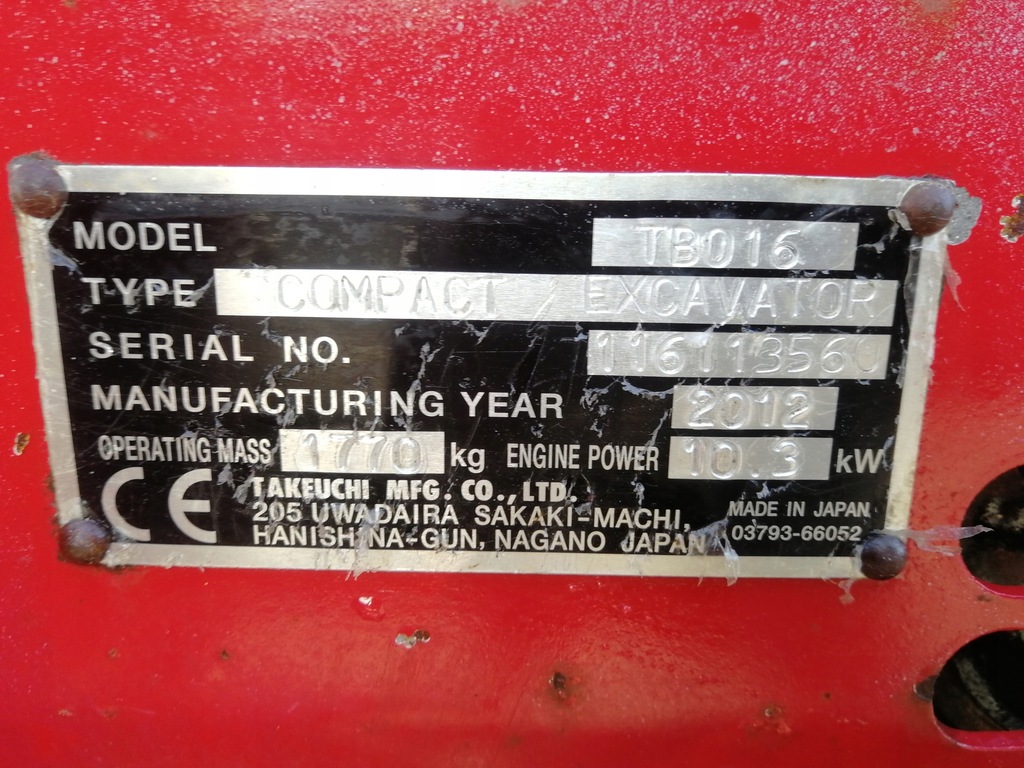 MODEL TB016
TYPE COMPACT EXCAVATOR
SERIAL NO. 116113560
MANUFACTURING YEAR 2012
OPERATING MASS 1770 kg ENGINE POWER 10.3 kW
CE TAKEUCHI MFG. CO., LTD.
205 UWADAIRA SAKAKI-MACHI, MADE IN JAPAN
HANISHINA-GUN, NAGANO JAPAN 03793-66052